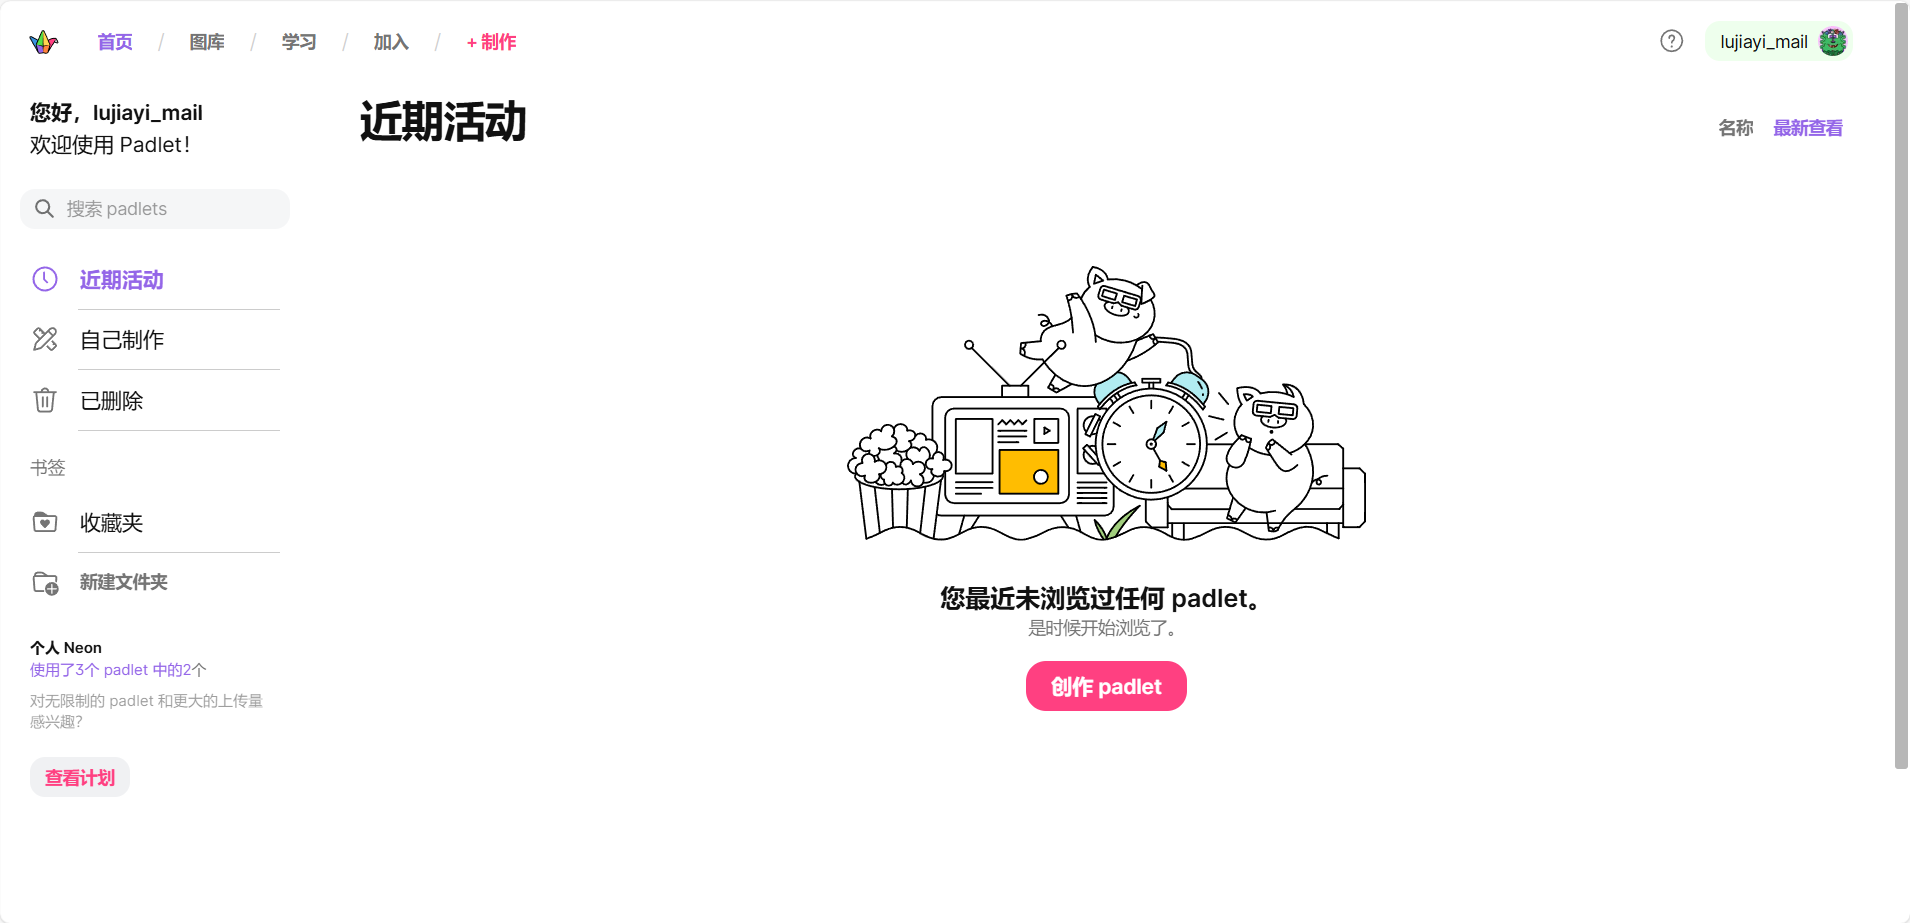 首页 / 图库 / 学习 / 加入 / + 制作
lujiayi_mail
您好，lujiayi_mail
欢迎使用 Padlet！
搜索 padlets
近期活动
自己制作
已删除
书签
收藏夹
新建文件夹
个人 Neon
使用了3个 padlet 中的2个
对无限制的 padlet 和更大的上传量
感兴趣？
查看计划
近期活动
名称 最新查看
您最近未浏览过任何 padlet。
是时候开始浏览了。
创作 padlet